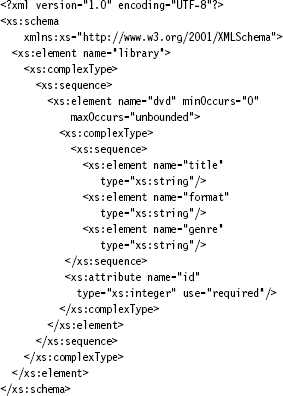 <?xml version="1.0" encoding="UTF-8"?>
<xs:schema
xmlns:xs="http://www.w3.org/2001/XMLSchema">
<xs:element name="library">
<xs:complexType>
<xs:sequence>
<xs:element name="dvd" minOccurs="0"
maxOccurs="unbounded">
<xs:complexType>
<xs:sequence>
<xs:element name="title"
type="xs:string"/>
<xs:element name="format"
type="xs:string"/>
<xs:element name="genre"
type="xs:string"/>
</xs:sequence>
<xs:attribute name="id"
type="xs:integer" use="required"/>
</xs:complexType>
</xs:element>
</xs:sequence>
</xs:complexType>
</xs:element>
</xs:schema>